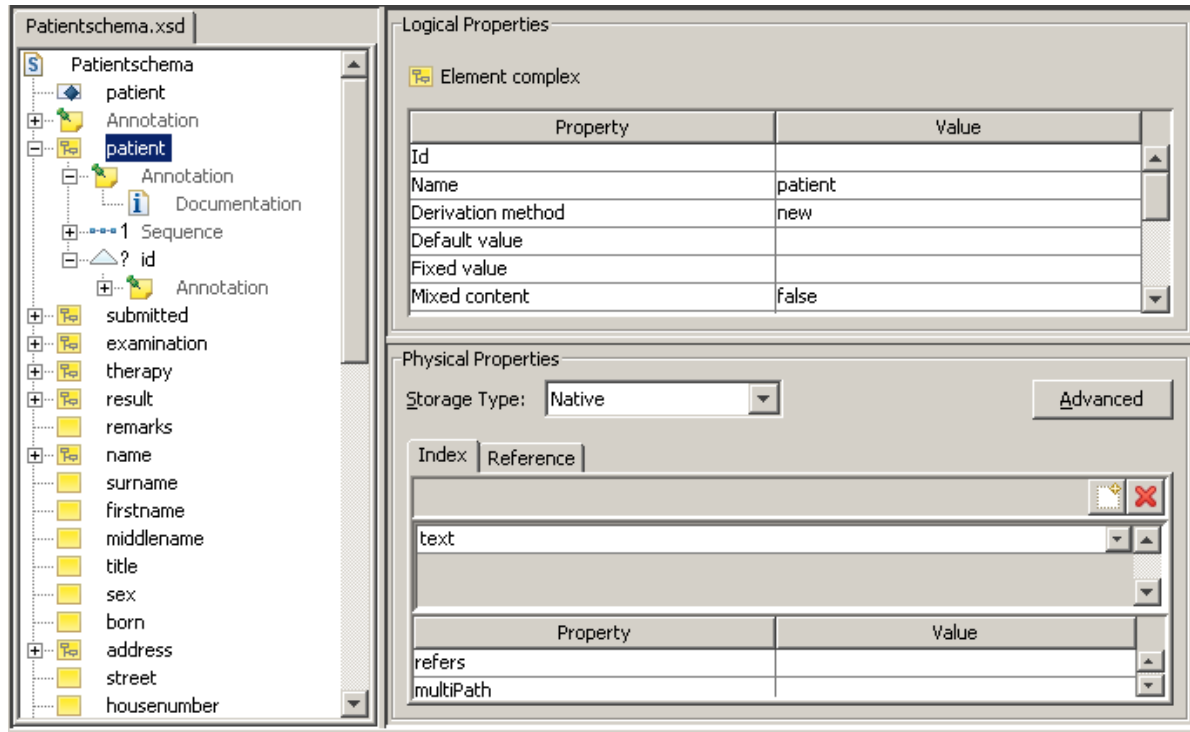 Patientschema.xsd
Patientschema
patient
Annotation
patient
Annotation
Documentation
1 Sequence
? id
Annotation
submitted
examination
therapy
result
remarks
name
surname
firstname
middlename
title
sex
born
address
street
housenumber
Logical Properties
Element complex
Property Value
Id
Name patient
Derivation method new
Default value
Fixed value
Mixed content false
Physical Properties
Storage Type: Native Advanced
Index Reference
text
Property Value
refers
multiPath